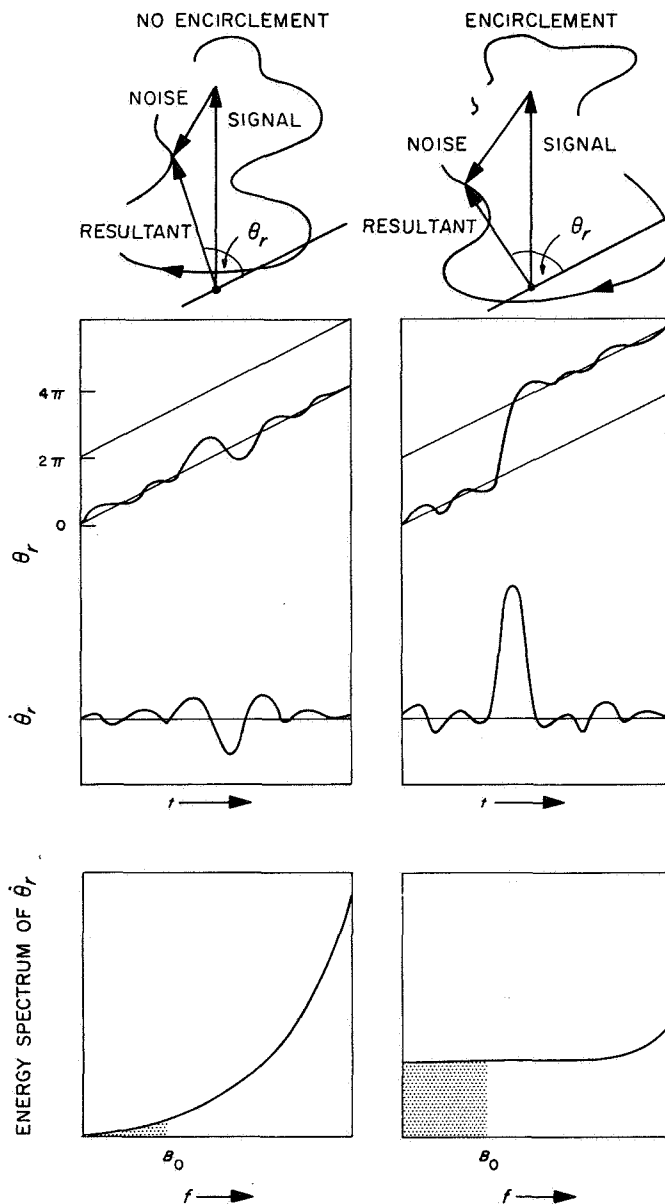 NO ENCIRCLEMENT
ENCIRCLEMENT
NOISE
SIGNAL
RESULTANT
θr
NOISE
SIGNAL
RESULTANT
θr
4π
2π
0
θr
θ̇r
t
t
ENERGY SPECTRUM OF θ̇r
B0
B0
f
f